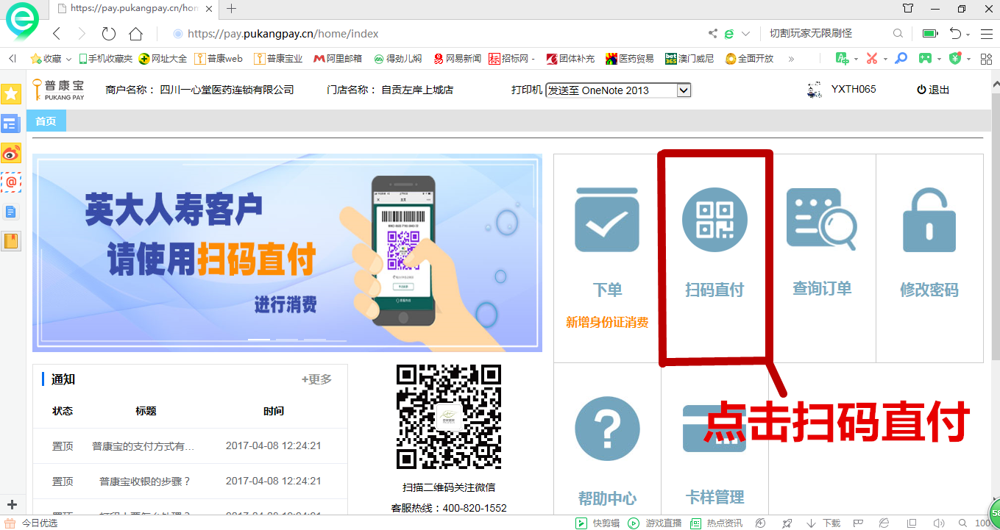 https://pay.pukangpay.cn/hon
https://pay.pukangpay.cn/home/index
切割玩家无限刷怪
收藏 手机收藏夹 网址大全 普康web 普康宝业 阿里邮箱 得劲儿焖 网易新闻 招标网 - 团体补充 医药贸易 澳门威尼 全面开放
普康宝
PUKANG PAY
商户名称： 四川一心堂医药连锁有限公司 门店名称： 自贡左岸上城店 打印机 发送至 OneNote 2013 YXTH065 退出
首页
英大人寿客户
请使用扫码直付
进行消费
下单 扫码直付 查询订单 修改密码
新增身份证消费
通知 +更多
状态 标题 时间
置顶 普康宝的支付方式有... 2017-04-08 12:24:21
置顶 普康宝收银的步骤？ 2017-04-08 12:24:21
点击扫码直付
扫描二维码关注微信
客服热线：400-820-1552
帮助中心 卡样管理
今日优选 快剪辑 游戏直播 热点资讯 下载 100